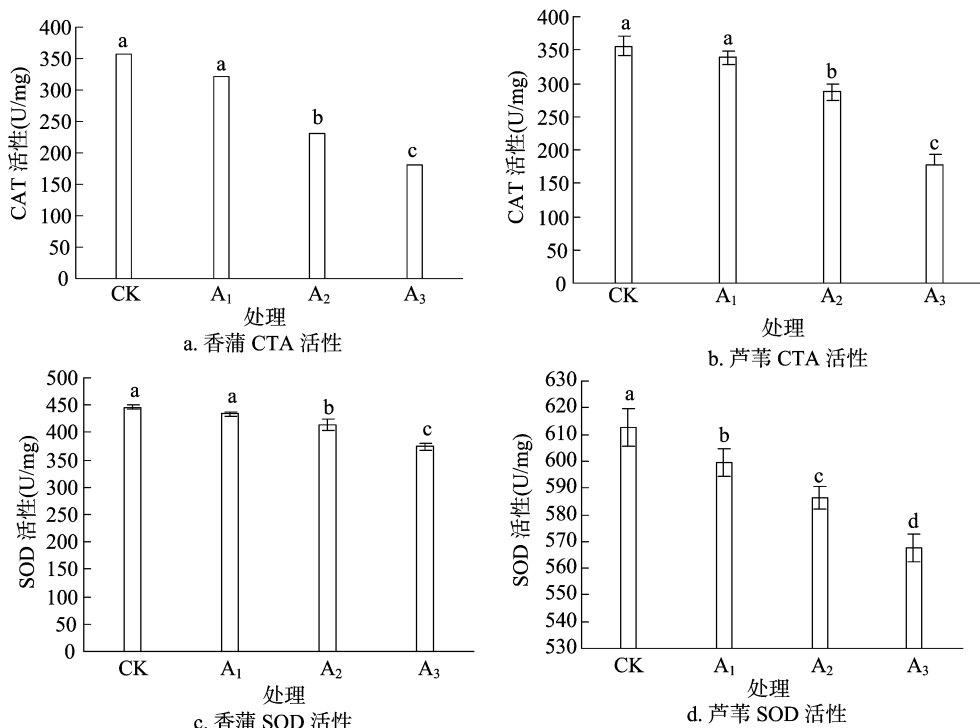 400
350
300
250
200
150
100
50
0
CAT 活性(U/mg)
a
a
b
c
CK
A₁
A₂
A₃
处理
a. 香蒲 CTA 活性
400
350
300
250
200
150
100
50
0
CAT 活性(U/mg)
a
a
b
c
CK
A₁
A₂
A₃
处理
b. 芦苇 CTA 活性
500
450
400
350
300
250
200
150
100
50
0
SOD 活性(U/mg)
a
a
b
c
CK
A₁
A₂
A₃
处理
c. 香蒲 SOD 活性
630
620
610
600
590
580
570
560
550
540
530
SOD 活性(U/mg)
a
b
c
d
CK
A₁
A₂
A₃
处理
d. 芦苇 SOD 活性